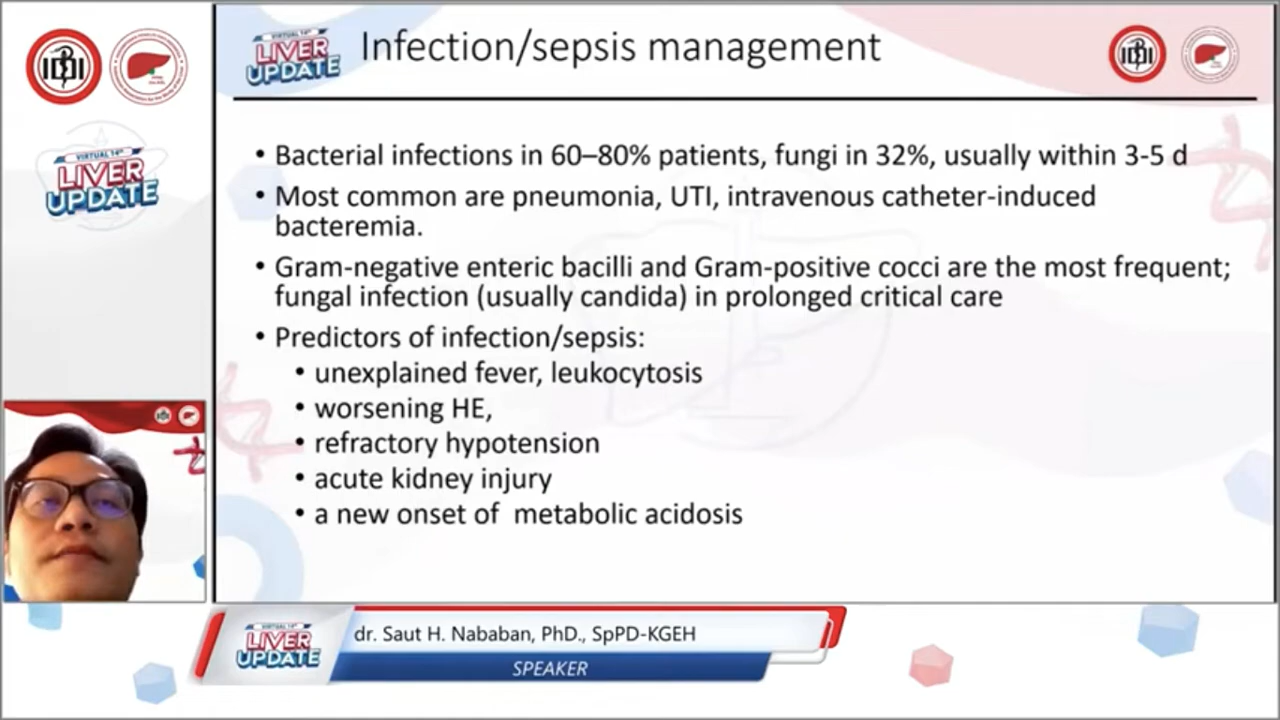 LIVER
UPDATE
Infection/sepsis management
IDI
IDI
VIRTUAL 14th
LIVER
UPDATE
• Bacterial infections in 60–80% patients, fungi in 32%, usually within 3-5 d
• Most common are pneumonia, UTI, intravenous catheter-induced
bacteremia.
• Gram-negative enteric bacilli and Gram-positive cocci are the most frequent;
fungal infection (usually candida) in prolonged critical care
• Predictors of infection/sepsis:
• unexplained fever, leukocytosis
• worsening HE,
• refractory hypotension
• acute kidney injury
• a new onset of metabolic acidosis
LIVER
UPDATE
dr. Saut H. Nababan, PhD., SpPD-KGEH
SPEAKER